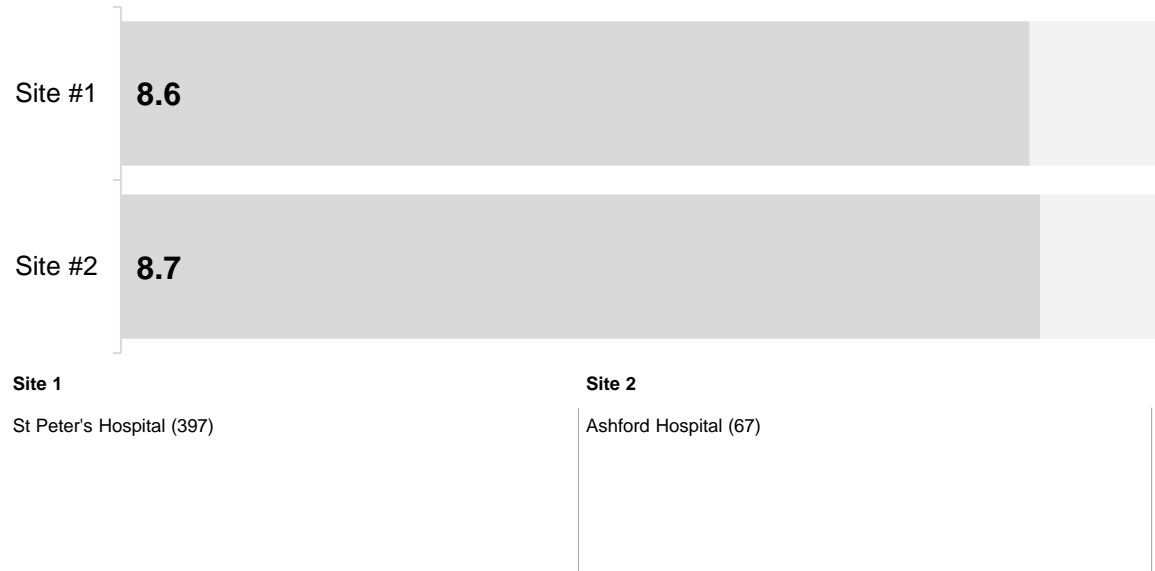 Site #1 8.6
Site #2 8.7
Site 1
St Peter's Hospital (397)
Site 2
Ashford Hospital (67)